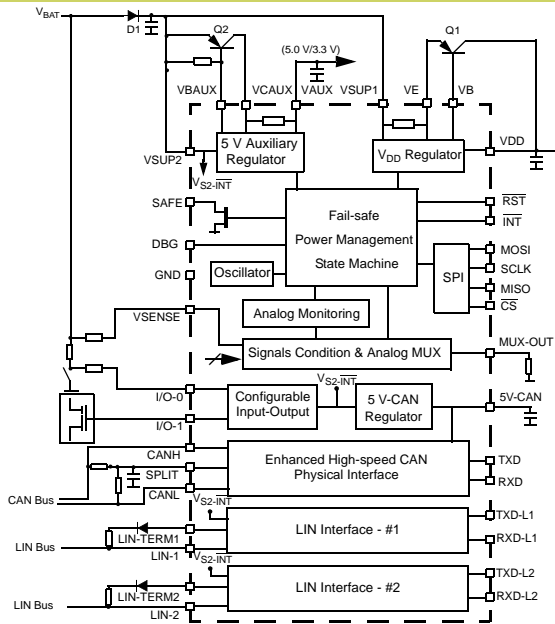 VBAT
D1
Q2
Q1
(5.0 V/3.3 V)
VBAUX
VCAUX
VAUX
VSUP1
VE
VB
5 V Auxiliary
Regulator
VDD Regulator
VDD
VSUP2
VS2-INT
SAFE
Fail-safe
Power Management
State Machine
RST
INT
DBG
MOSI
SCLK
MISO
CS
SPI
GND
Oscillator
Analog Monitoring
VSENSE
Signals Condition & Analog MUX
MUX-OUT
VS2-INT
I/O-0
Configurable
Input-Output
5 V-CAN
Regulator
5V-CAN
I/O-1
CANH
SPLIT
CANL
CAN Bus
Enhanced High-speed CAN
Physical Interface
TXD
RXD
VS2-INT
LIN Bus
LIN-TERM1
LIN-1
LIN Interface - #1
TXD-L1
RXD-L1
VS2-INT
LIN Bus
LIN-TERM2
LIN-2
LIN Interface - #2
TXD-L2
RXD-L2